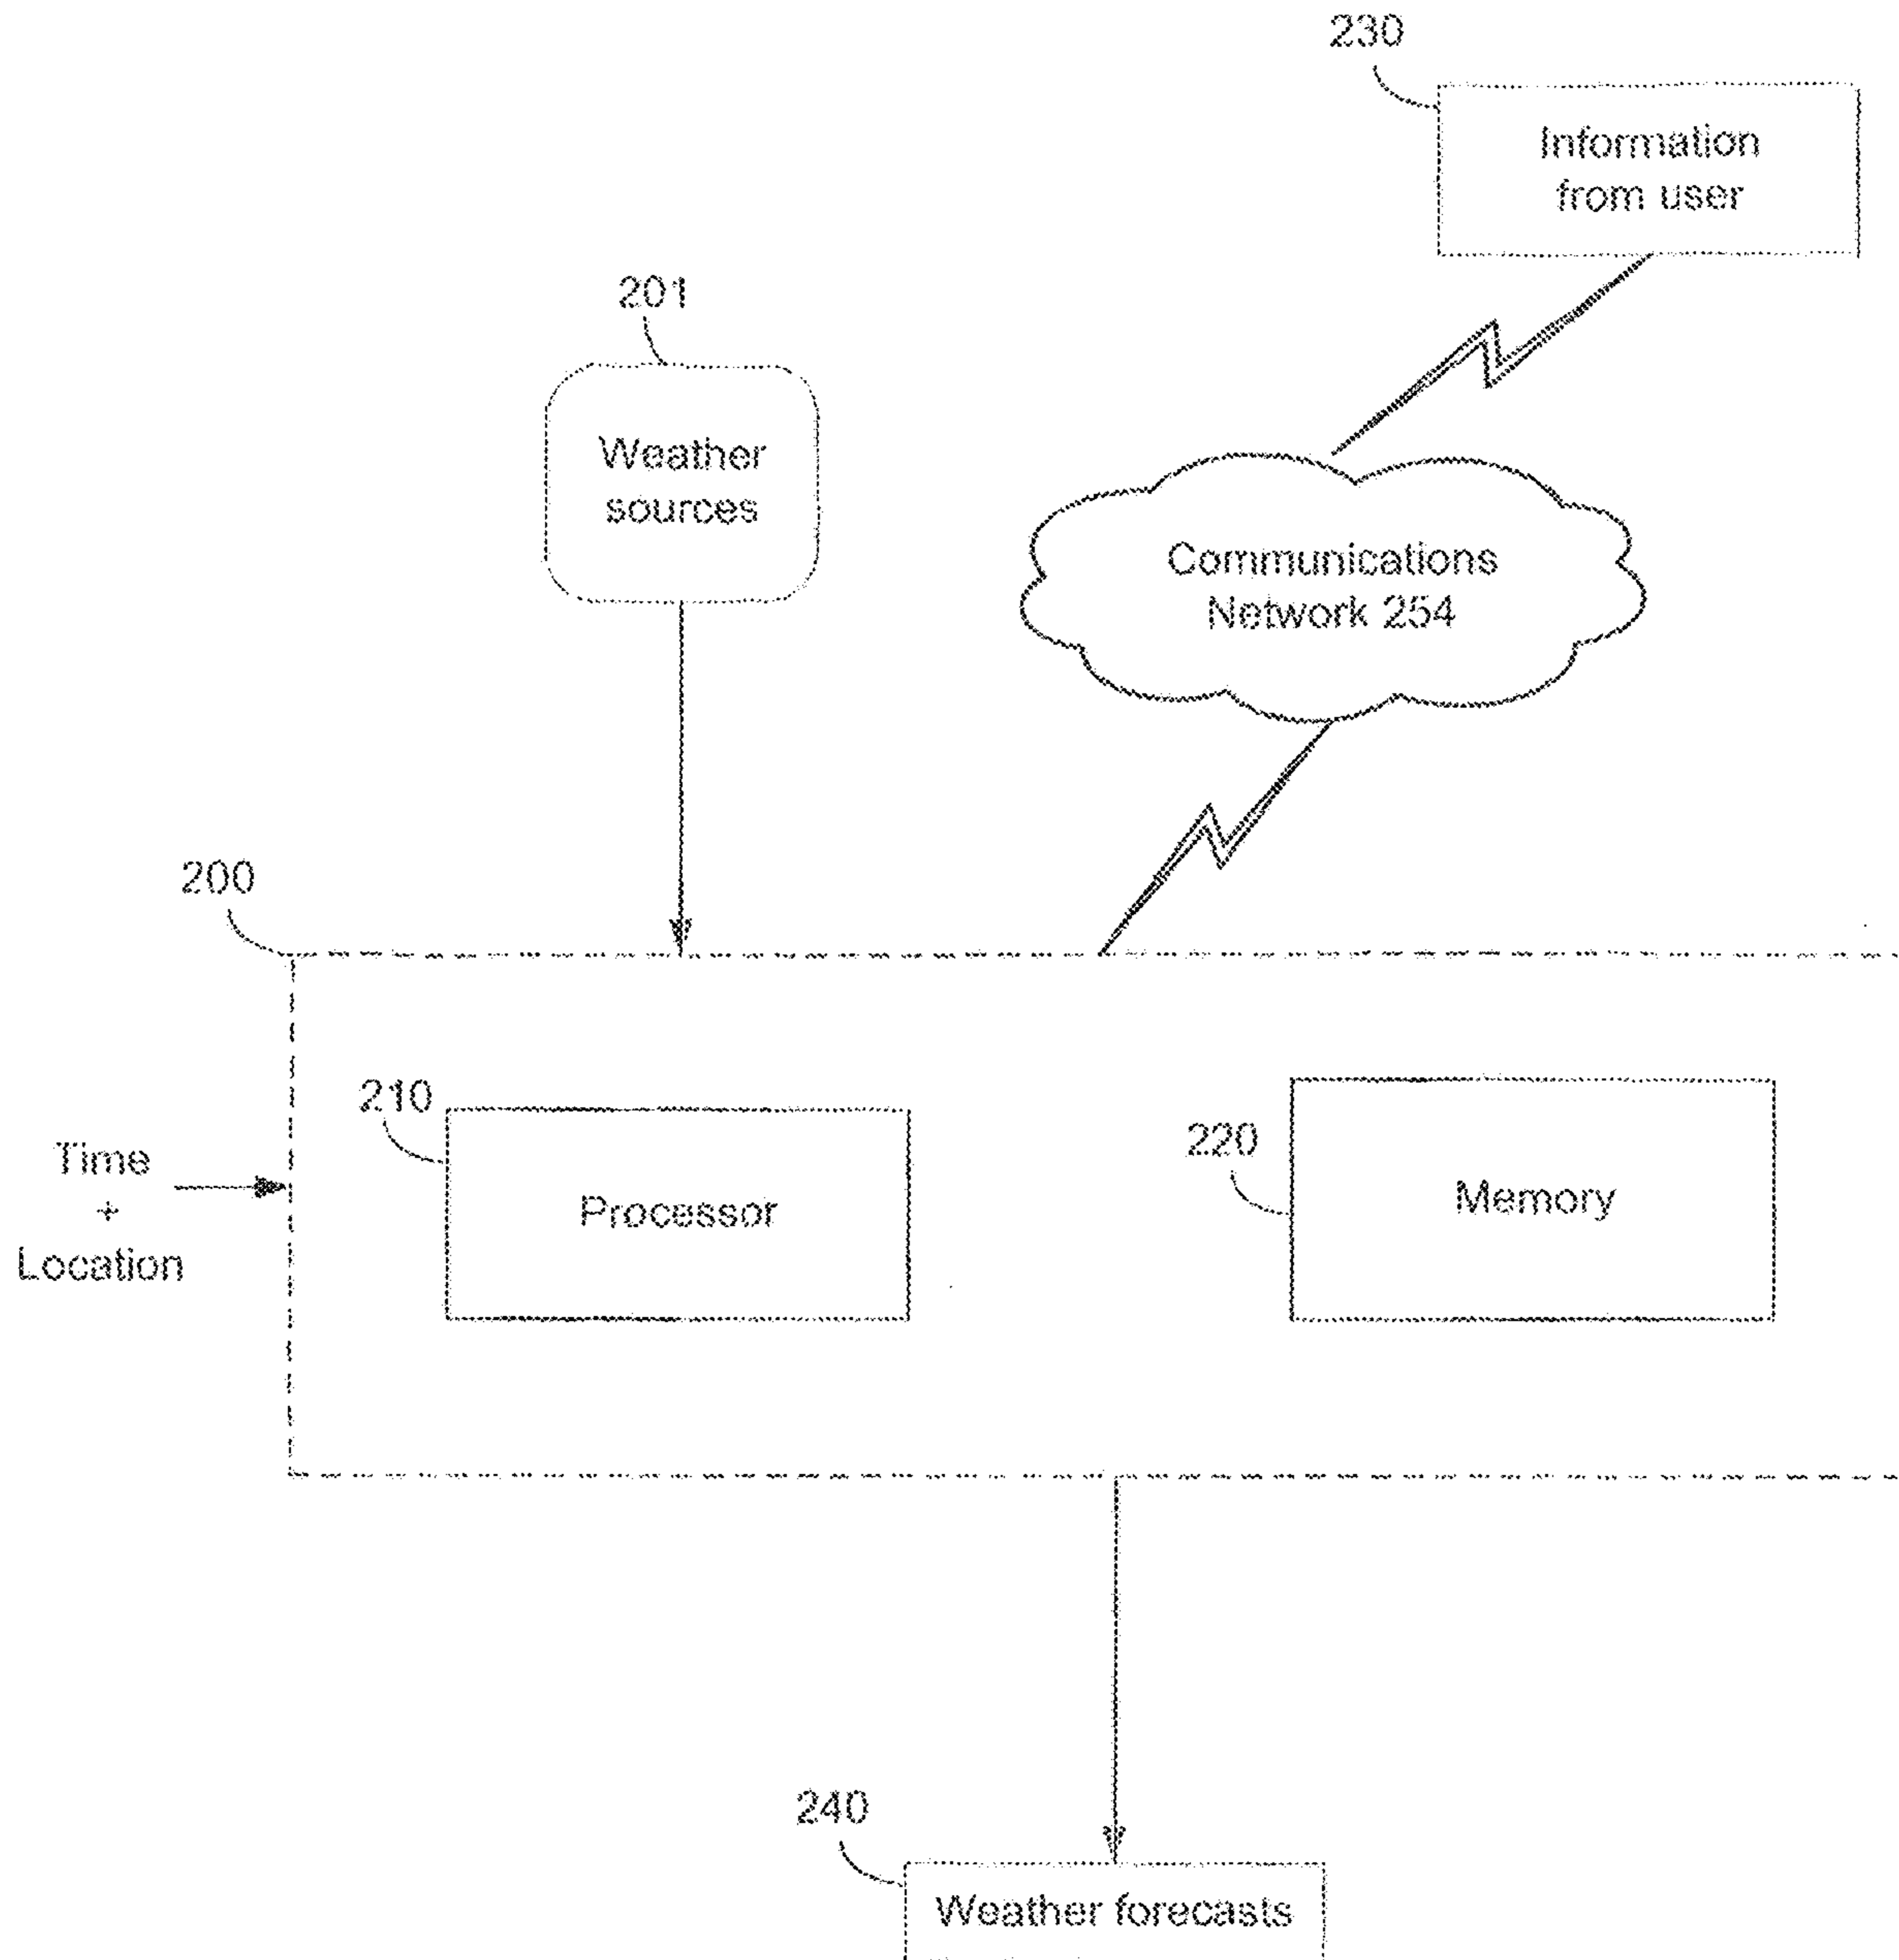 230
Information
from user
201
Weather
sources
Communications
Network 254
200
210
Processor
220
Memory
Time
+
Location
240
Weather forecasts